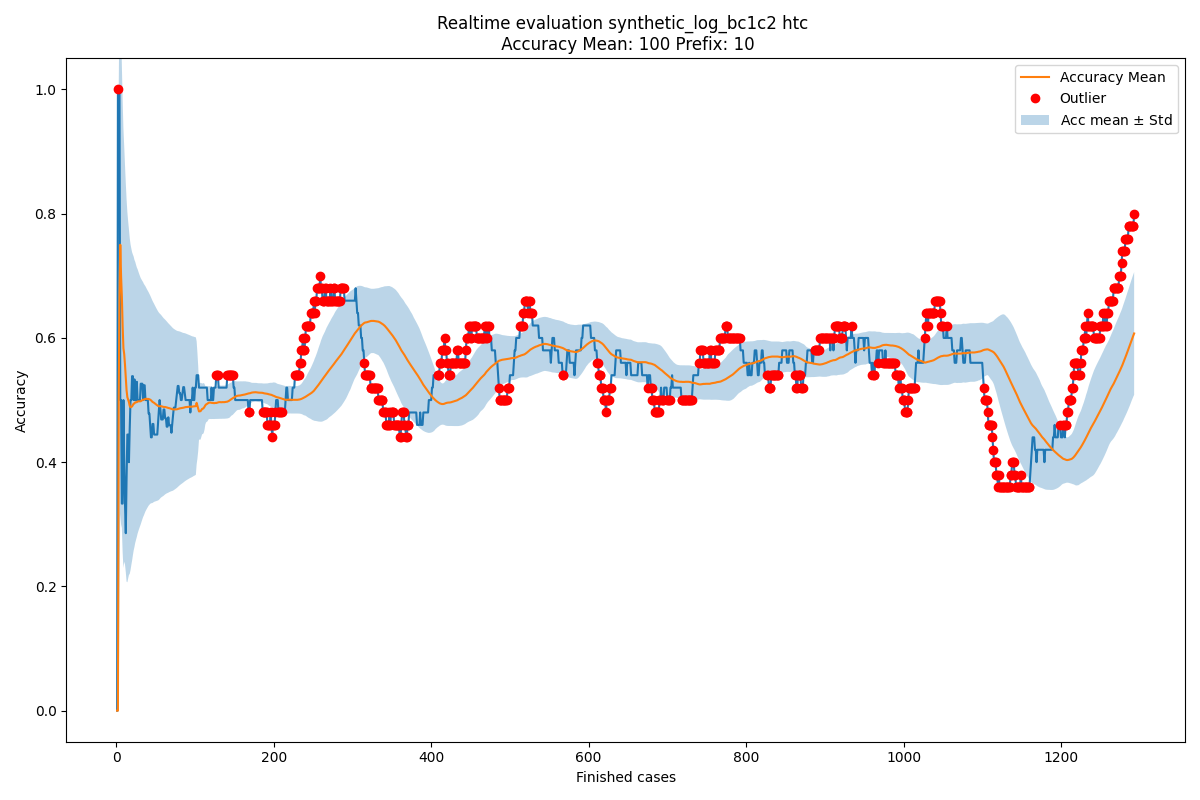 Realtime evaluation synthetic_log_bc1c2 htc
Accuracy Mean: 100 Prefix: 10
Accuracy Mean
Outlier
Acc mean ± Std
Accuracy
1.0
0.8
0.6
0.4
0.2
0.0
0 200 400 600 800 1000 1200
Finished cases